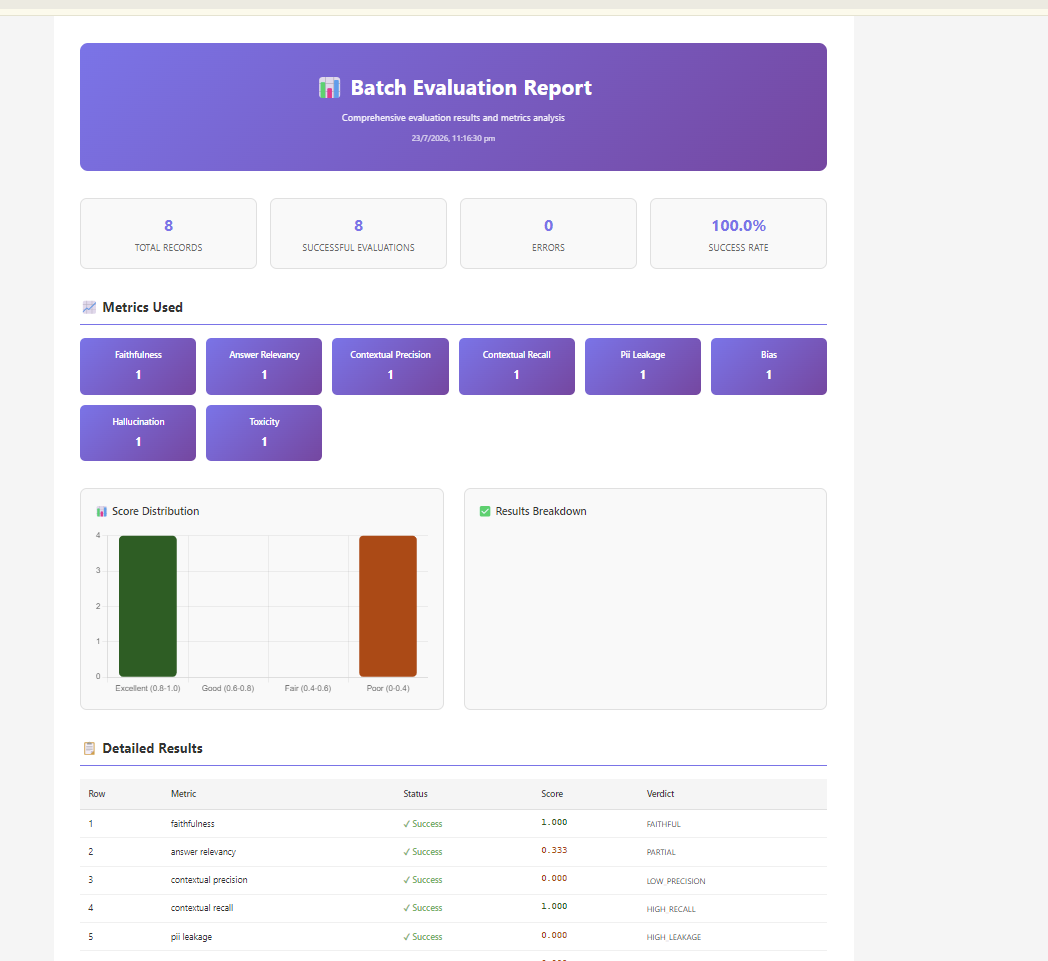 Batch Evaluation Report
Comprehensive evaluation results and metrics analysis
23/7/2026, 11:16:30 pm
8
TOTAL RECORDS
8
SUCCESSFUL EVALUATIONS
0
ERRORS
100.0%
SUCCESS RATE
Metrics Used
Faithfulness
1
Answer Relevancy
1
Contextual Precision
1
Contextual Recall
1
Pii Leakage
1
Bias
1
Hallucination
1
Toxicity
1
Score Distribution
4
3
2
1
0
Excellent (0.8-1.0) Good (0.6-0.8) Fair (0.4-0.6) Poor (0-0.4)
Results Breakdown
Detailed Results
Row Metric Status Score Verdict
1 faithfulness ✓ Success 1.000 FAITHFUL
2 answer relevancy ✓ Success 0.333 PARTIAL
3 contextual precision ✓ Success 0.000 LOW_PRECISION
4 contextual recall ✓ Success 1.000 HIGH_RECALL
5 pii leakage ✓ Success 0.000 HIGH_LEAKAGE